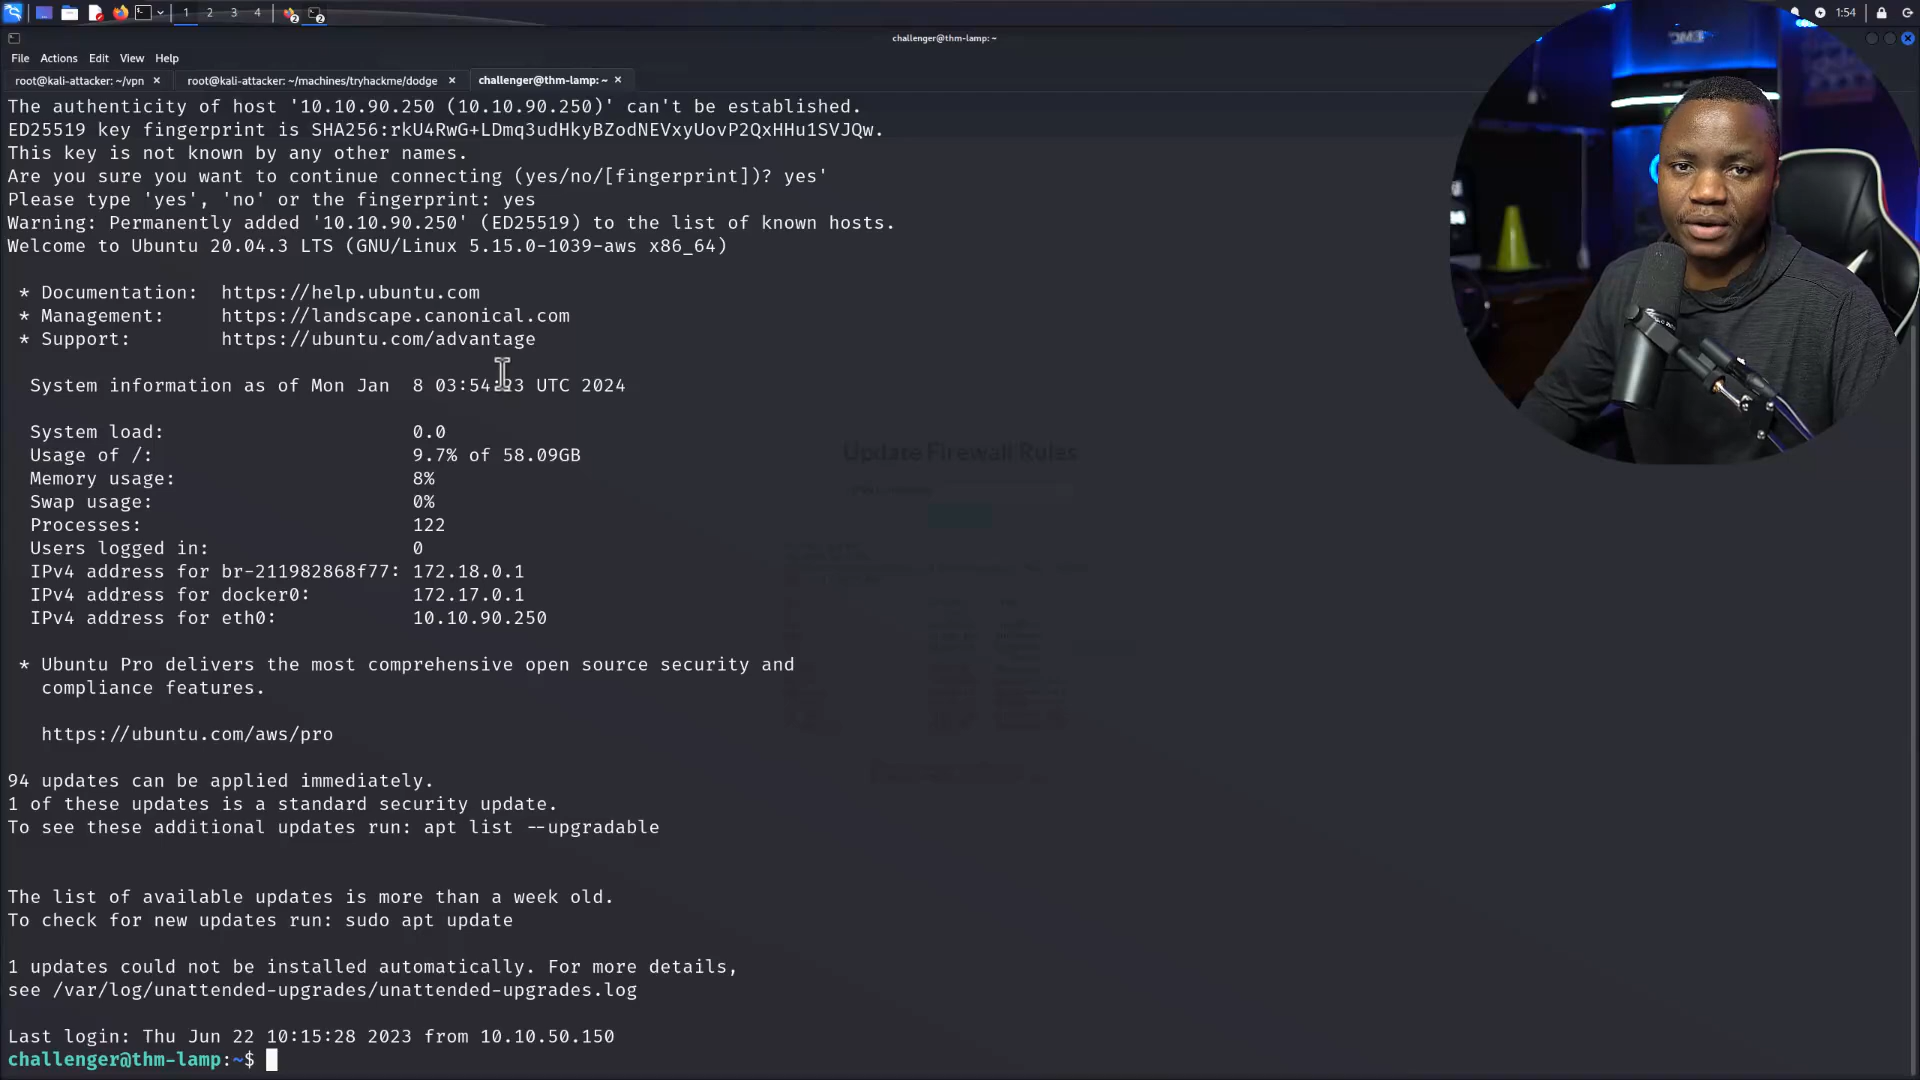 1 2 3 4 2 2 1:54
challenger@thm-lamp: ~
File Actions Edit View Help
root@kali-attacker: ~/vpn × root@kali-attacker: ~/machines/tryhackme/dodge × challenger@thm-lamp: ~ ×
The authenticity of host '10.10.90.250 (10.10.90.250)' can't be established.
ED25519 key fingerprint is SHA256:rkU4RwG+LDmq3udHkyBZodNEVxyUovP2QxHHu1SVJQw.
This key is not known by any other names.
Are you sure you want to continue connecting (yes/no/[fingerprint])? yes'
Please type 'yes', 'no' or the fingerprint: yes
Warning: Permanently added '10.10.90.250' (ED25519) to the list of known hosts.
Welcome to Ubuntu 20.04.3 LTS (GNU/Linux 5.15.0-1039-aws x86_64)
* Documentation: https://help.ubuntu.com
* Management: https://landscape.canonical.com
* Support: https://ubuntu.com/advantage
System information as of Mon Jan 8 03:54:23 UTC 2024
System load: 0.0
Usage of /: 9.7% of 58.09GB
Memory usage: 8%
Swap usage: 0%
Processes: 122
Users logged in: 0
IPv4 address for br-211982868f77: 172.18.0.1
IPv4 address for docker0: 172.17.0.1
IPv4 address for eth0: 10.10.90.250
* Ubuntu Pro delivers the most comprehensive open source security and
compliance features.
https://ubuntu.com/aws/pro
94 updates can be applied immediately.
1 of these updates is a standard security update.
To see these additional updates run: apt list --upgradable
The list of available updates is more than a week old.
To check for new updates run: sudo apt update
1 updates could not be installed automatically. For more details,
see /var/log/unattended-upgrades/unattended-upgrades.log
Last login: Thu Jun 22 10:15:28 2023 from 10.10.50.150
challenger@thm-lamp:~$
Update Firewall Rules